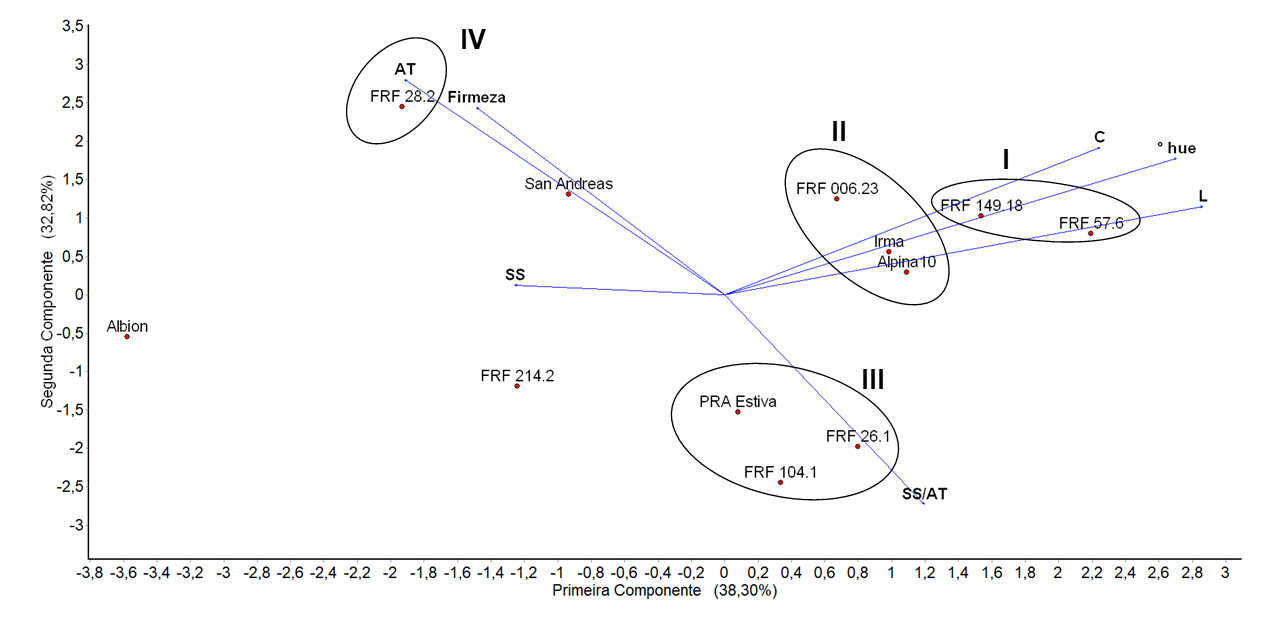 3,5
3
2,5
2
1,5
1
0,5
0
-0,5
-1
-1,5
-2
-2,5
-3
Segunda Componente (32,82%)
IV
AT
FRF 28.2
Firmeza
San Andreas
SS
Albion
FRF 214.2
II
FRF 006.23
Irma
Alpina10
I
C
° hue
L
FRF 149.18
FRF 57.6
III
PRA Estiva
FRF 26.1
FRF 104.1
SS/AT
-3,8 -3,6 -3,4 -3,2 -3 -2,8 -2,6 -2,4 -2,2 -2 -1,8 -1,6 -1,4 -1,2 -1 -0,8 -0,6 -0,4 -0,2 0 0,2 0,4 0,6 0,8 1 1,2 1,4 1,6 1,8 2 2,2 2,4 2,6 2,8 3
Primeira Componente (38,30%)